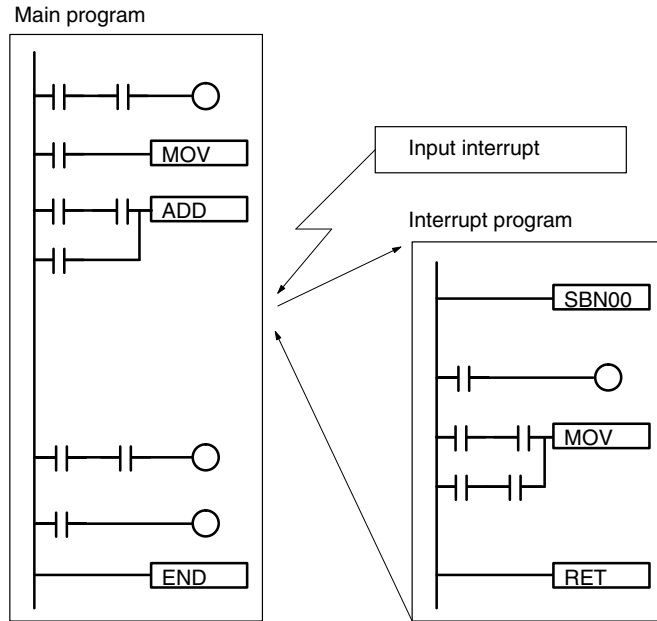 Main program
MOV
ADD
END
Input interrupt
Interrupt program
SBN00
MOV
RET